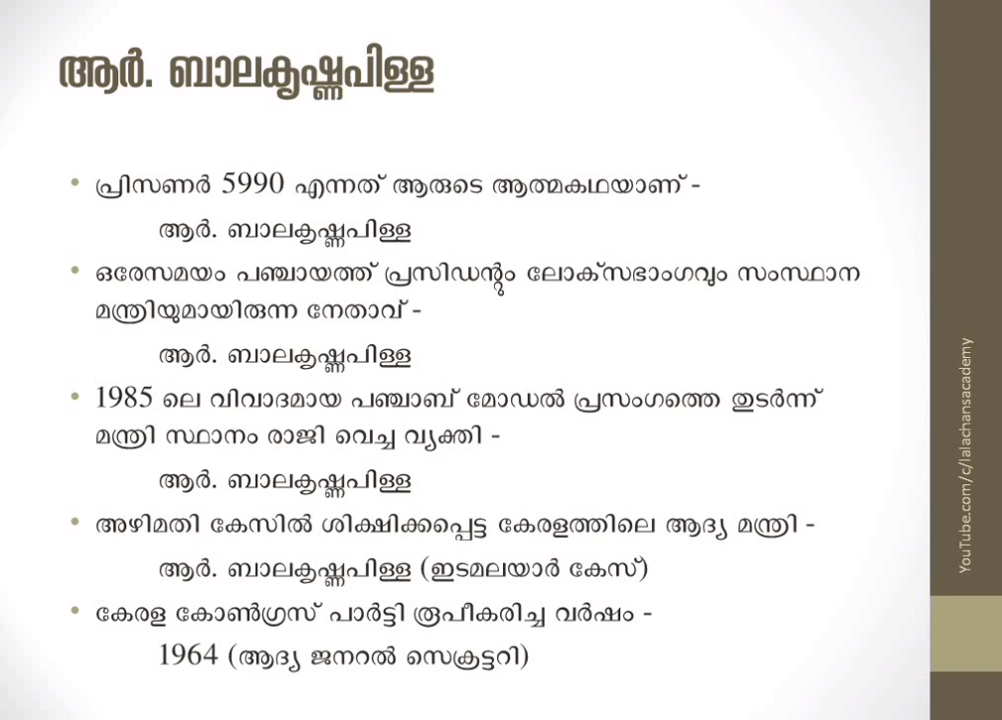 ആർ. ബാലകൃഷ്ണപിള്ള
• പ്രിസണർ 5990 എന്നത് ആരുടെ ആത്മകഥയാണ് -
ആർ. ബാലകൃഷ്ണപിള്ള
• ഒരേസമയം പഞ്ചായത്ത് പ്രസിഡന്റും ലോക്‌സഭാംഗവും സംസ്ഥാന
മന്ത്രിയുമായിരുന്ന നേതാവ് -
ആർ. ബാലകൃഷ്ണപിള്ള
• 1985 ലെ വിവാദമായ പഞ്ചാബ് മോഡൽ പ്രസംഗത്തെ തുടർന്ന്
മന്ത്രി സ്ഥാനം രാജി വെച്ച വ്യക്തി -
ആർ. ബാലകൃഷ്ണപിള്ള
• അഴിമതി കേസിൽ ശിക്ഷിക്കപ്പെട്ട കേരളത്തിലെ ആദ്യ മന്ത്രി -
ആർ. ബാലകൃഷ്ണപിള്ള (ഇടമലയാർ കേസ്)
• കേരള കോൺഗ്രസ് പാർട്ടി രൂപീകരിച്ച വർഷം -
1964 (ആദ്യ ജനറൽ സെക്രട്ടറി)
YouTube.com/c/lalachansacademy